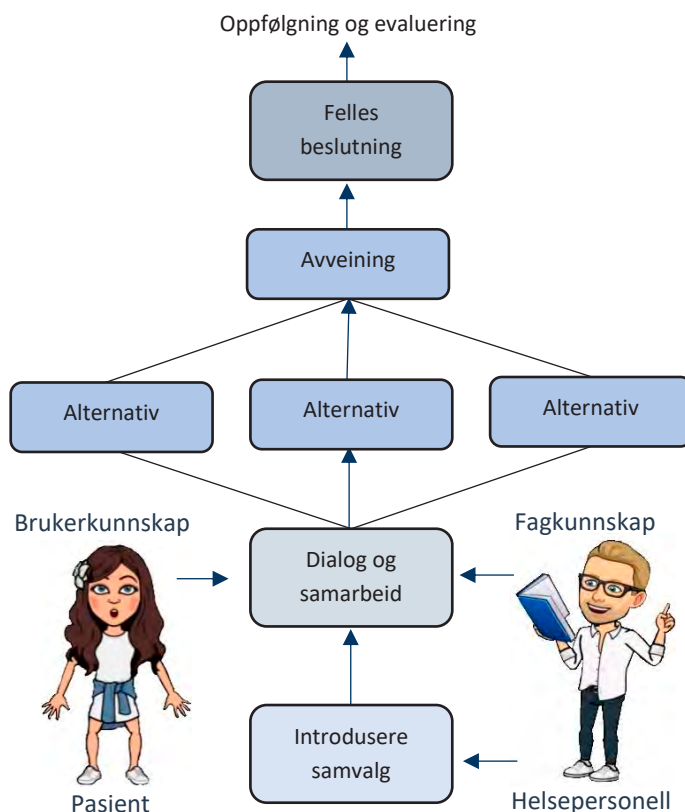 Oppfølgning og evaluering
Felles
beslutning
Avveining
Alternativ
Alternativ
Alternativ
Brukerkunnskap
Fagkunnskap
Dialog og
samarbeid
Introdusere
samvalg
Pasient
Helsepersonell